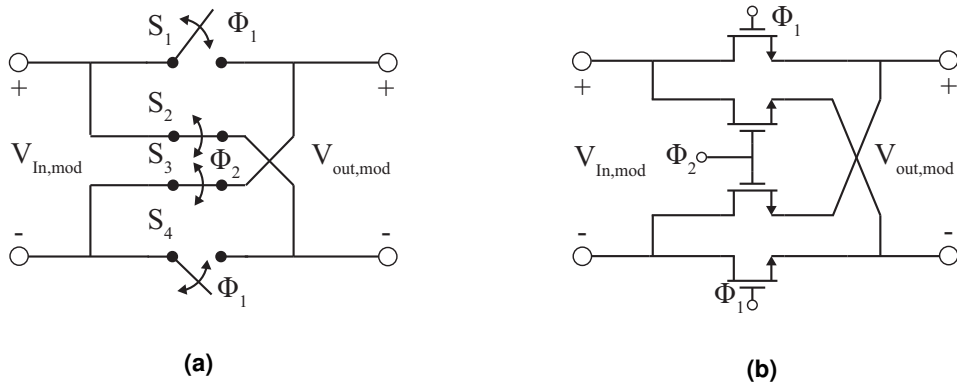 S1 Φ1
+ +
S2
VIn,mod S3 Φ2 Vout,mod
S4
- -
Φ1
(a)
Φ1
+ +
VIn,mod Φ2 Vout,mod
- -
Φ1
(b)